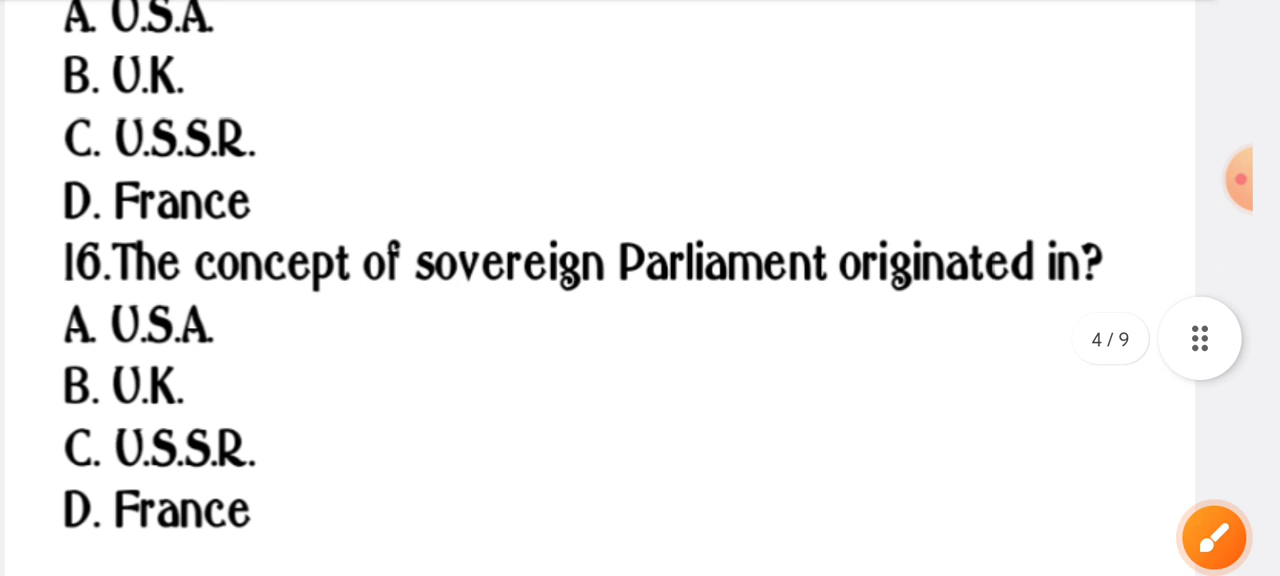 A. U.S.A.
B. U.K.
C. U.S.S.R.
D. France
16.The concept of sovereign Parliament originated in?
A. U.S.A.
B. U.K.
C. U.S.S.R.
D. France
4 / 9